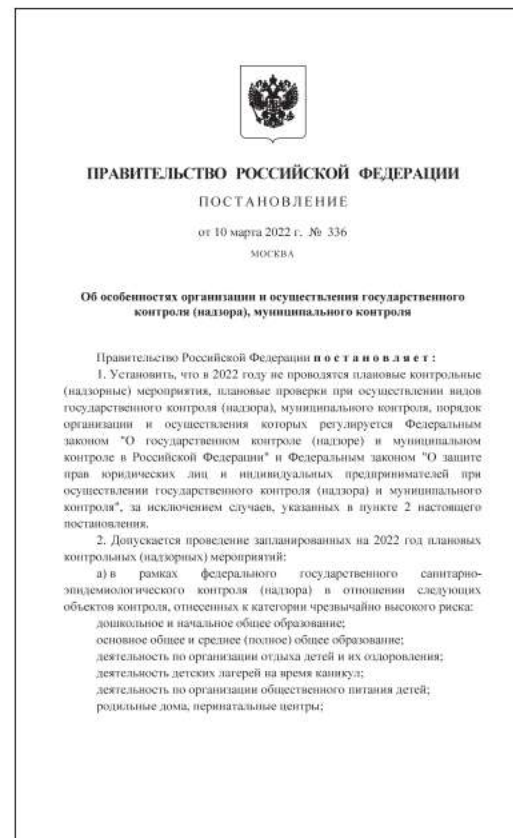 ПРАВИТЕЛЬСТВО РОССИЙСКОЙ ФЕДЕРАЦИИ
ПОСТАНОВЛЕНИЕ
от 10 марта 2022 г. № 336
МОСКВА
Об особенностях организации и осуществления государственного
контроля (надзора), муниципального контроля
Правительство Российской Федерации постановляет:
1. Установить, что в 2022 году не проводятся плановые контрольные
(надзорные) мероприятия, плановые проверки при осуществлении видов
государственного контроля (надзора), муниципального контроля, порядок
организации и осуществления которых регулируется Федеральным
законом "О государственном контроле (надзоре) и муниципальном
контроле в Российской Федерации" и Федеральным законом "О защите
прав юридических лиц и индивидуальных предпринимателей при
осуществлении государственного контроля (надзора) и муниципального
контроля", за исключением случаев, указанных в пункте 2 настоящего
постановления.
2. Допускается проведение запланированных на 2022 год плановых
контрольных (надзорных) мероприятий:
а) в рамках федерального государственного санитарно-
эпидемиологического контроля (надзора) в отношении следующих
объектов контроля, отнесенных к категории чрезвычайно высокого риска:
дошкольное и начальное общее образование;
основное общее и среднее (полное) общее образование;
деятельность по организации отдыха детей и их оздоровления;
деятельность детских лагерей на время каникул;
деятельность по организации общественного питания детей;
родильные дома, перинатальные центры;